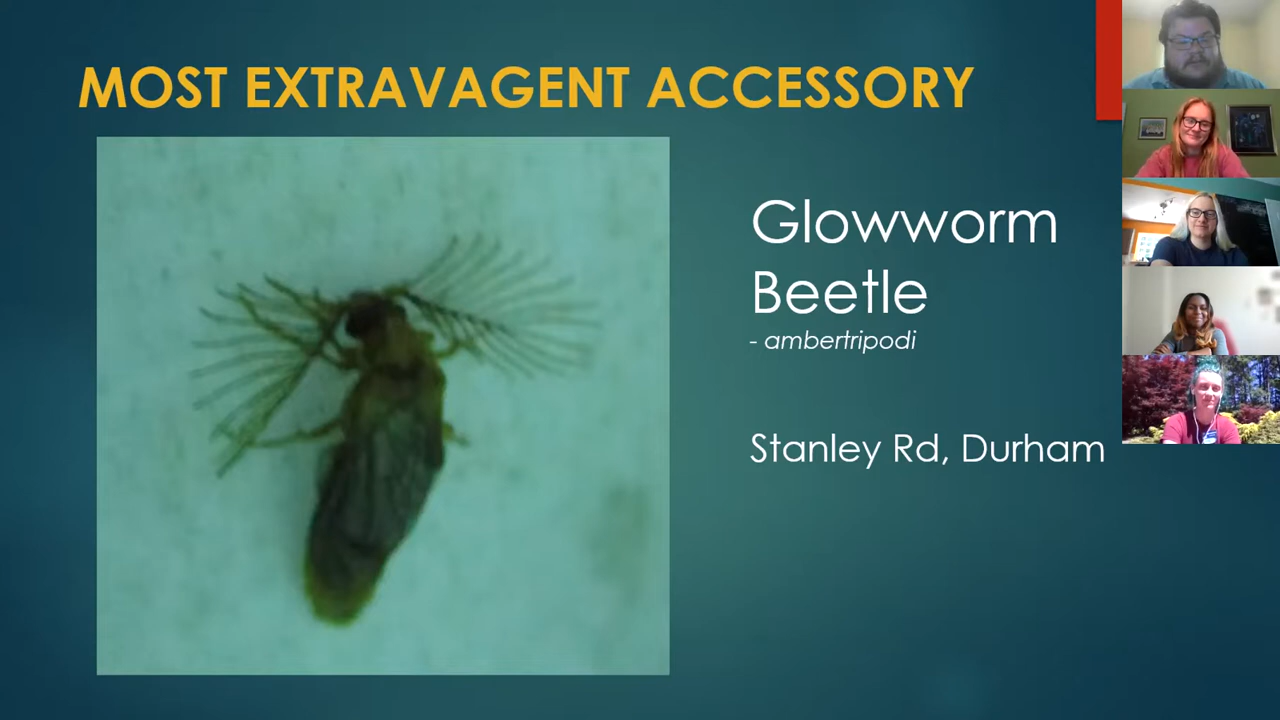 MOST EXTRAVAGENT ACCESSORY
Glowworm
Beetle
- ambertripodi
Stanley Rd, Durham